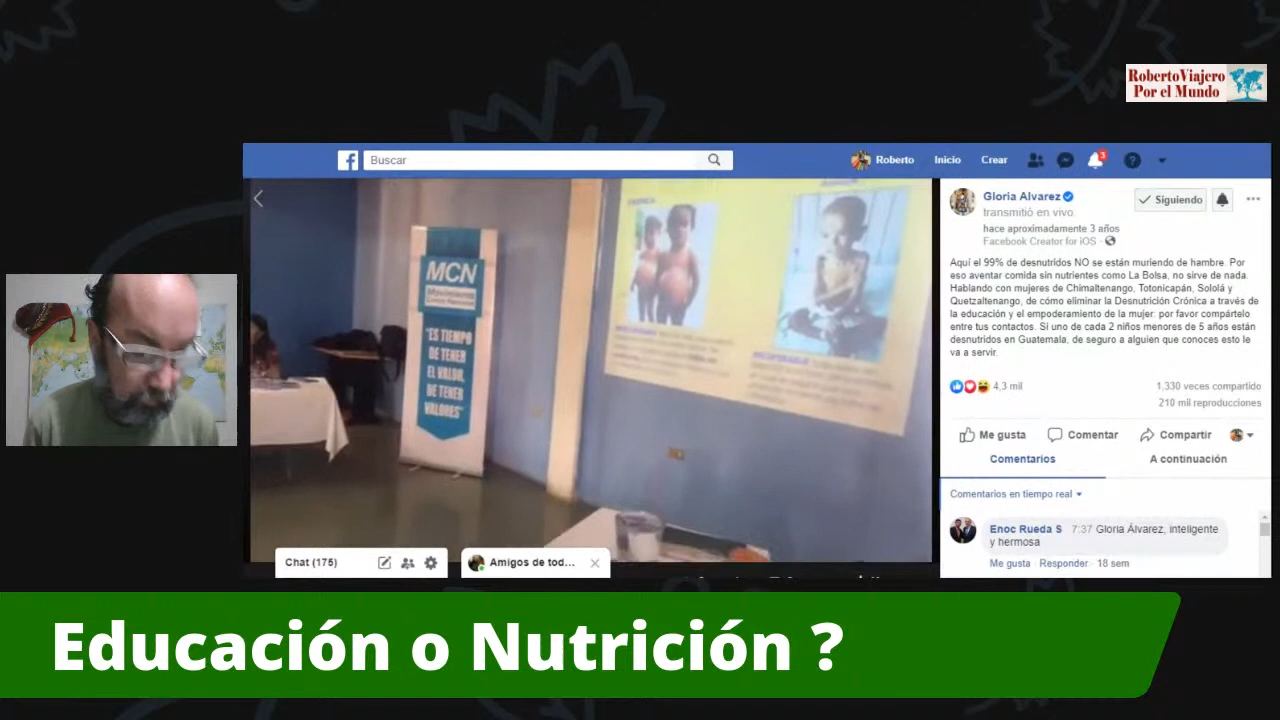 RobertoViajero
Por el Mundo
Buscar
Roberto
Inicio
Crear
3
Gloria Alvarez
transmitió en vivo.
hace aproximadamente 3 años
Facebook Creator for iOS ·
Siguiendo
Aquí el 99% de desnutridos NO se están muriendo de hambre. Por
eso aventar comida sin nutrientes como La Bolsa, no sirve de nada.
Hablando con mujeres de Chimaltenango, Totonicapán, Sololá y
Quetzaltenango, de cómo eliminar la Desnutrición Crónica a través de
la educación y el empoderamiento de la mujer: por favor compártelo
entre tus contactos. Si uno de cada 2 niños menores de 5 años están
desnutridos en Guatemala, de seguro a alguien que conoces esto le
va a servir.
4,3 mil
1.330 veces compartido
210 mil reproducciones
Me gusta
Comentar
Compartir
Comentarios
A continuación
Comentarios en tiempo real
Enoc Rueda S 7:37 Gloria Álvarez, inteligente
y hermosa
Me gusta · Responder · 18 sem
MCN
Movimiento
Cívico Nacional
"ES TIEMPO
DE TENER
EL VALOR,
DE TENER
VALORES"
Chat (175)
Amigos de tod...
Educación o Nutrición ?